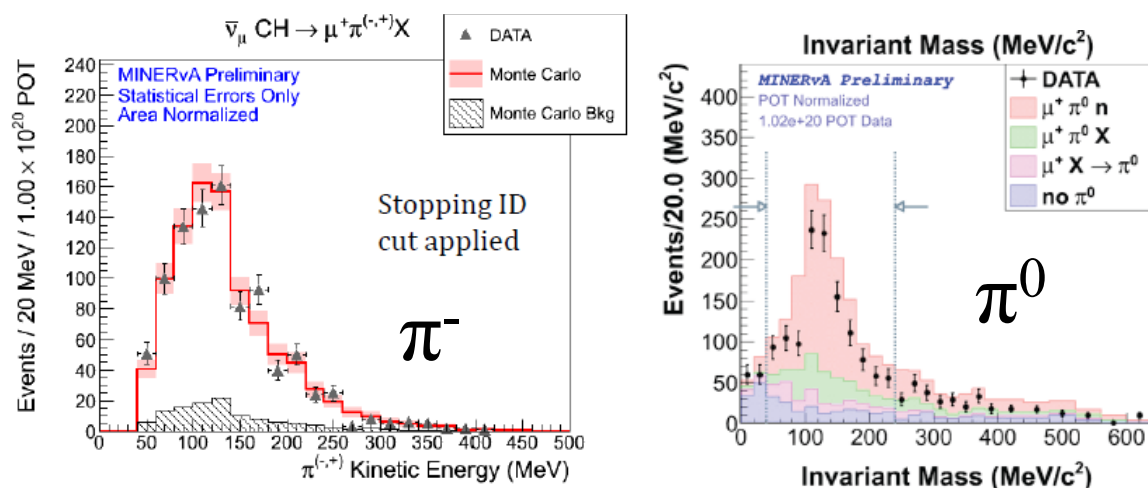 ν̄μ CH → μ⁺π⁽⁻,⁺⁾X
DATA
Monte Carlo
Monte Carlo Bkg
MINERvA Preliminary
Statistical Errors Only
Area Normalized
Stopping ID
cut applied
π⁻
Events / 20 MeV / 1.00 × 10²⁰ POT
240
220
200
180
160
140
120
100
80
60
40
20
0
0 50 100 150 200 250 300 350 400 450 500
π⁽⁻,⁺⁾ Kinetic Energy (MeV)
Invariant Mass (MeV/c²)
MINERvA Preliminary
POT Normalized
1.02e+20 POT Data
DATA
μ⁺ π⁰ n
μ⁺ π⁰ X
μ⁺ X → π⁰
no π⁰
π⁰
Events/20.0 (MeV/c²)
400
350
300
250
200
150
100
50
0
0 100 200 300 400 500 600
Invariant Mass (MeV/c²)